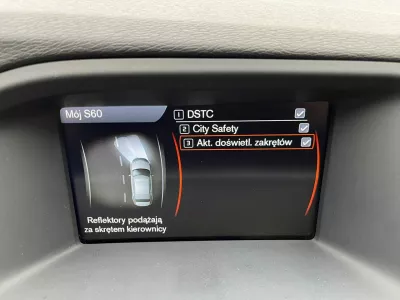 Mój S60
1 DSTC
2 City Safety
3 Akt. doświetl. zakrętów
Reflektory podążają
za skrętem kierownicy